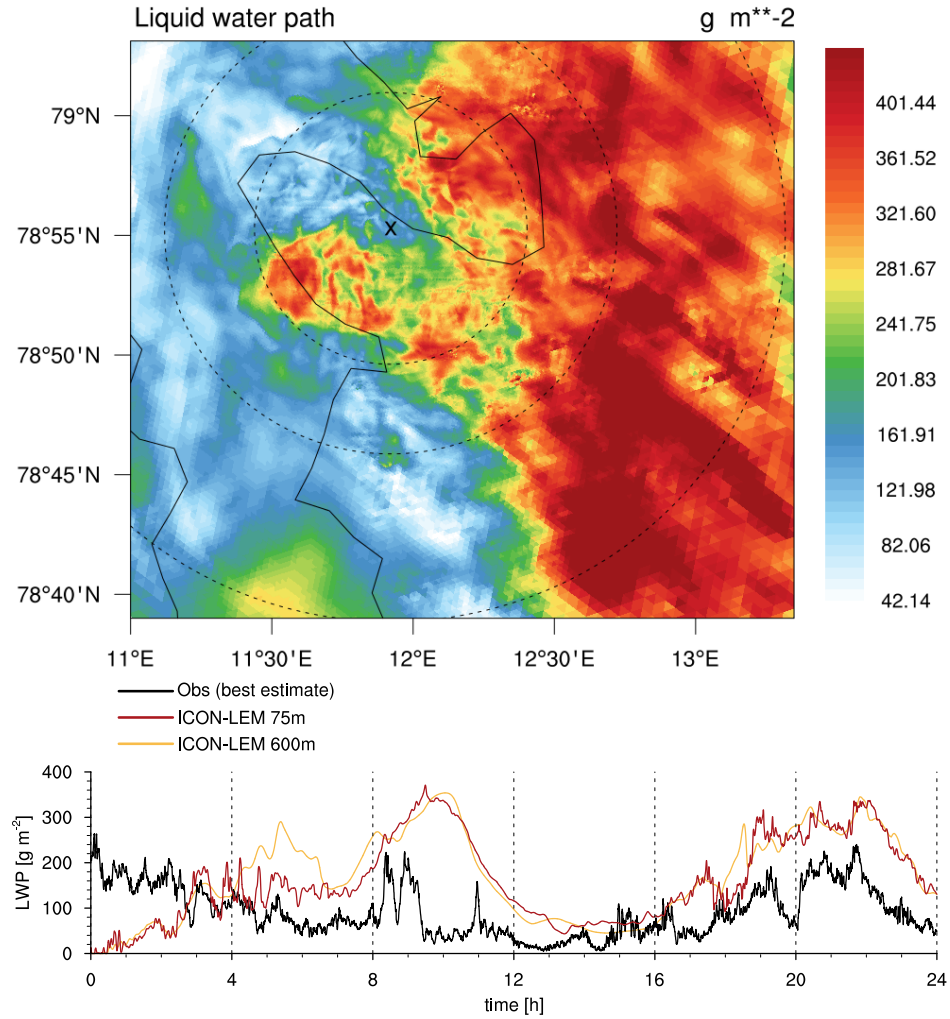 Liquid water path g m**-2
79°N
78°55'N
78°50'N
78°45'N
78°40'N
11°E 11°30'E 12°E 12°30'E 13°E
X
401.44
361.52
321.60
281.67
241.75
201.83
161.91
121.98
82.06
42.14
Obs (best estimate)
ICON-LEM 75m
ICON-LEM 600m
LWP [g m⁻²]
400
300
200
100
0
0 4 8 12 16 20 24
time [h]